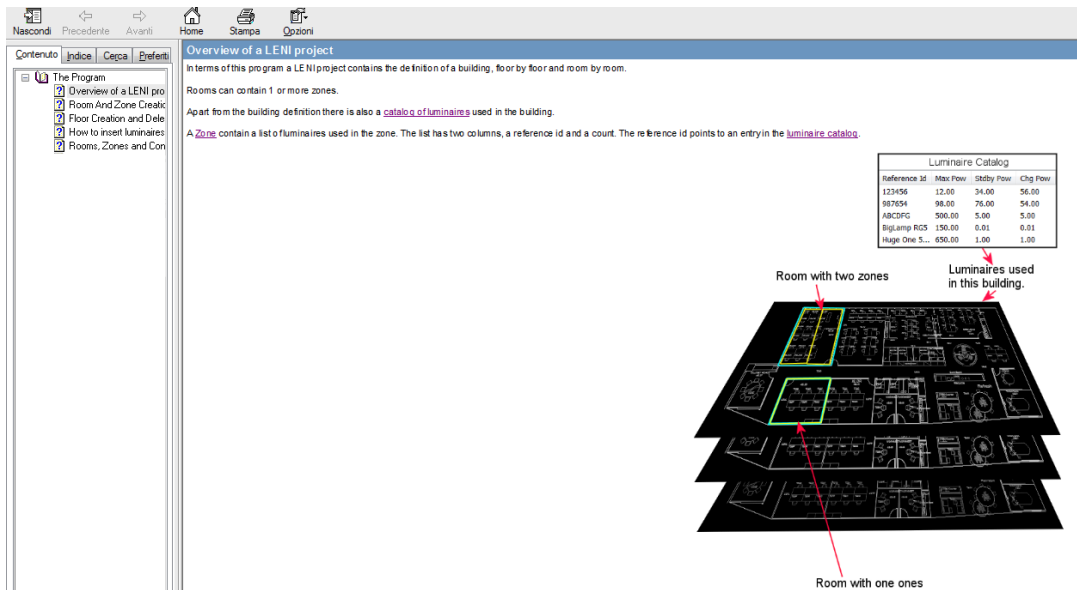 Nascondi Precedente Avanti Home Stampa Opzioni
Contenuto Indice Cerca Preferiti
The Program
Overview of a LENI pro
Room And Zone Creatic
Floor Creation and Dele
How to insert luminaires
Rooms, Zones and Con
Overview of a LENI project
In terms of this program a LENI project contains the definition of a building, floor by floor and room by room.
Rooms can contain 1 or more zones.
Apart from the building definition there is also a catalog of luminaires used in the building.
A Zone contain a list of luminaires used in the zone. The list has two columns, a reference id and a count. The reference id points to an entry in the luminaire catalog.
Luminaire Catalog
Reference Id Max Pow Stdby Pow Chg Pow
123456 12.00 34.00 56.00
987654 98.00 76.00 54.00
ABCDFG 500.00 5.00 5.00
BigLamp RG5 150.00 0.01 0.01
Huge One 5... 650.00 1.00 1.00
Luminaires used
in this building.
Room with two zones
Room with one ones